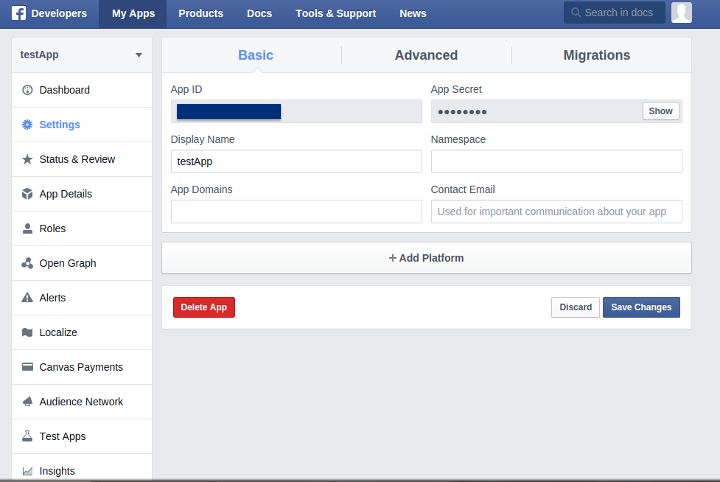 Developers My Apps Products Docs Tools & Support News Search in docs
testApp
Dashboard
Settings
Status & Review
App Details
Roles
Open Graph
Alerts
Localize
Canvas Payments
Audience Network
Test Apps
Insights
Basic Advanced Migrations
App ID App Secret
Show
Display Name Namespace
testApp
App Domains Contact Email
Used for important communication about your app
+ Add Platform
Delete App Discard Save Changes